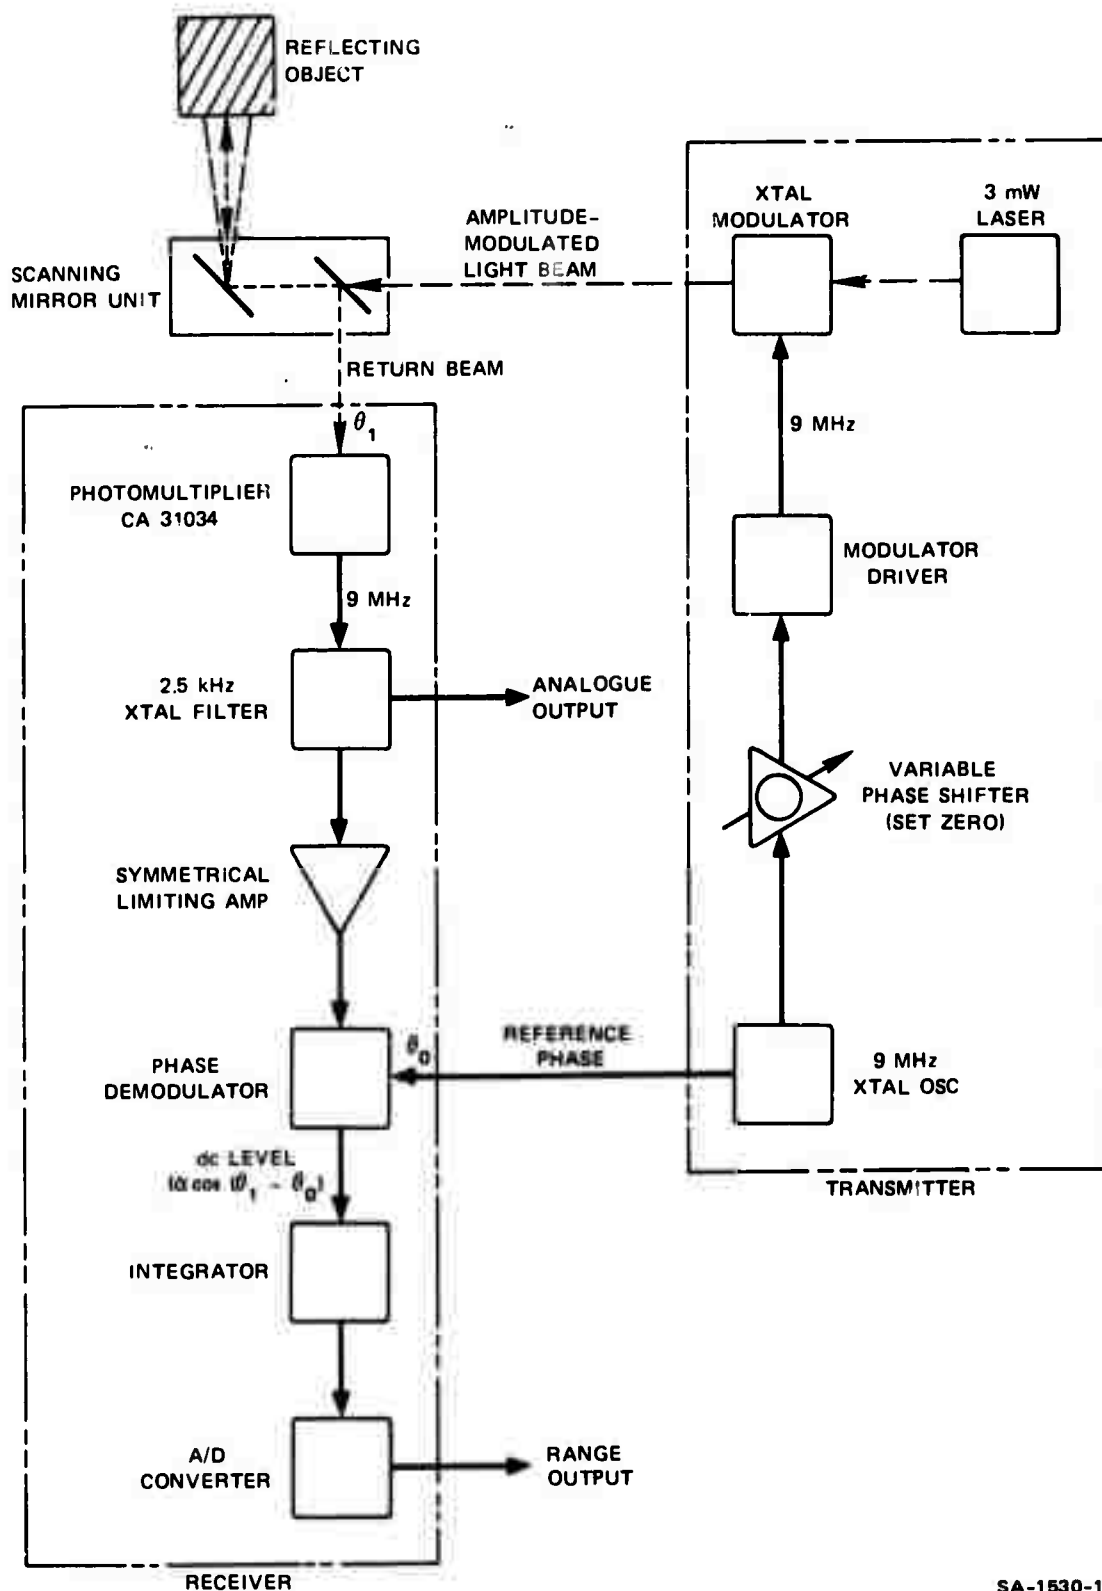 REFLECTING
OBJECT
XTAL
MODULATOR
3 mW
LASER
AMPLITUDE-
MODULATED
LIGHT BEAM
SCANNING
MIRROR UNIT
RETURN BEAM
θ1
9 MHz
PHOTOMULTIPLIER
CA 31034
MODULATOR
DRIVER
9 MHz
2.5 kHz
XTAL FILTER
ANALOGUE
OUTPUT
VARIABLE
PHASE SHIFTER
(SET ZERO)
SYMMETRICAL
LIMITING AMP
REFERENCE
PHASE
θ0
PHASE
DEMODULATOR
9 MHz
XTAL OSC
dc LEVEL
(α cos (θ1 - θ0)
TRANSMITTER
INTEGRATOR
A/D
CONVERTER
RANGE
OUTPUT
RECEIVER
SA-1530-1